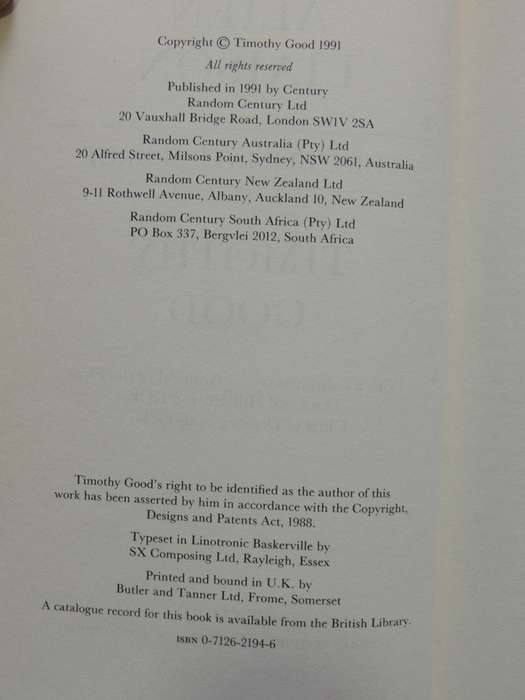 Copyright © Timothy Good 1991
All rights reserved
Published in 1991 by Century
Random Century Ltd
20 Vauxhall Bridge Road, London SW1V 2SA
Random Century Australia (Pty) Ltd
20 Alfred Street, Milsons Point, Sydney, NSW 2061, Australia
Random Century New Zealand Ltd
9-11 Rothwell Avenue, Albany, Auckland 10, New Zealand
Random Century South Africa (Pty) Ltd
PO Box 337, Bergvlei 2012, South Africa
Timothy Good's right to be identified as the author of this
work has been asserted by him in accordance with the Copyright,
Designs and Patents Act, 1988.
Typeset in Linotronic Baskerville by
SX Composing Ltd, Rayleigh, Essex
Printed and bound in U.K. by
Butler and Tanner Ltd, Frome, Somerset
A catalogue record for this book is available from the British Library.
ISBN 0-7126-2194-6